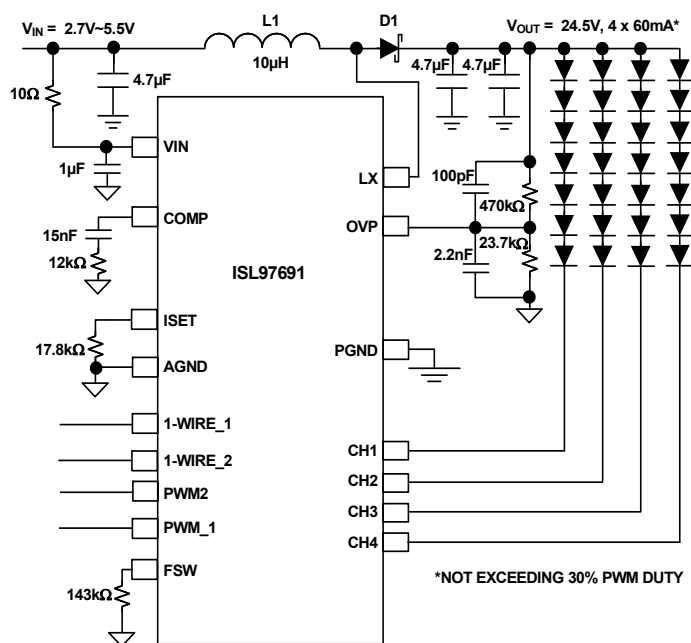 V_IN = 2.7V~5.5V
L1
D1
V_OUT = 24.5V, 4 x 60mA*
10µH
4.7µF
4.7µF
4.7µF
10Ω
1µF
VIN
LX
100pF
470kΩ
COMP
OVP
15nF
12kΩ
2.2nF
23.7kΩ
ISL97691
ISET
17.8kΩ
AGND
PGND
1-WIRE_1
1-WIRE_2
PWM2
PWM_1
FSW
143kΩ
CH1
CH2
CH3
CH4
*NOT EXCEEDING 30% PWM DUTY